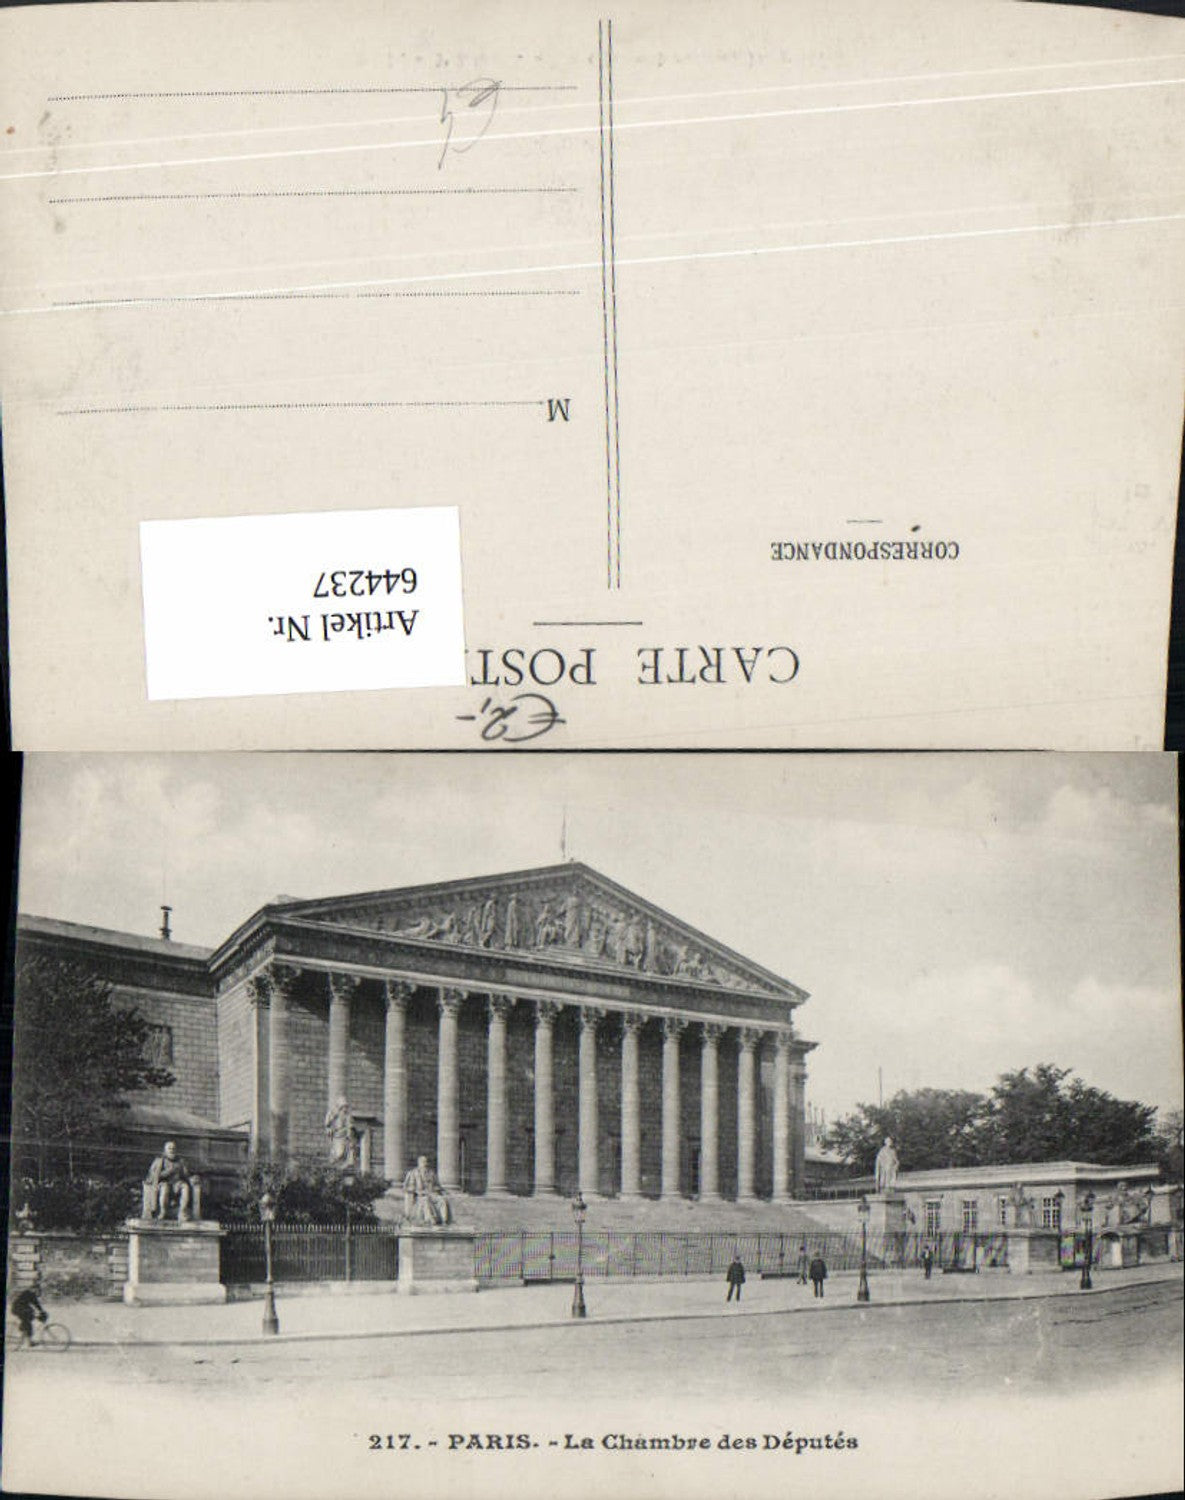 CARTE POST
CORRESPONDANCE
M
€2,-
Artikel Nr.
644237
217. - PARIS. - La Chambre des Députés